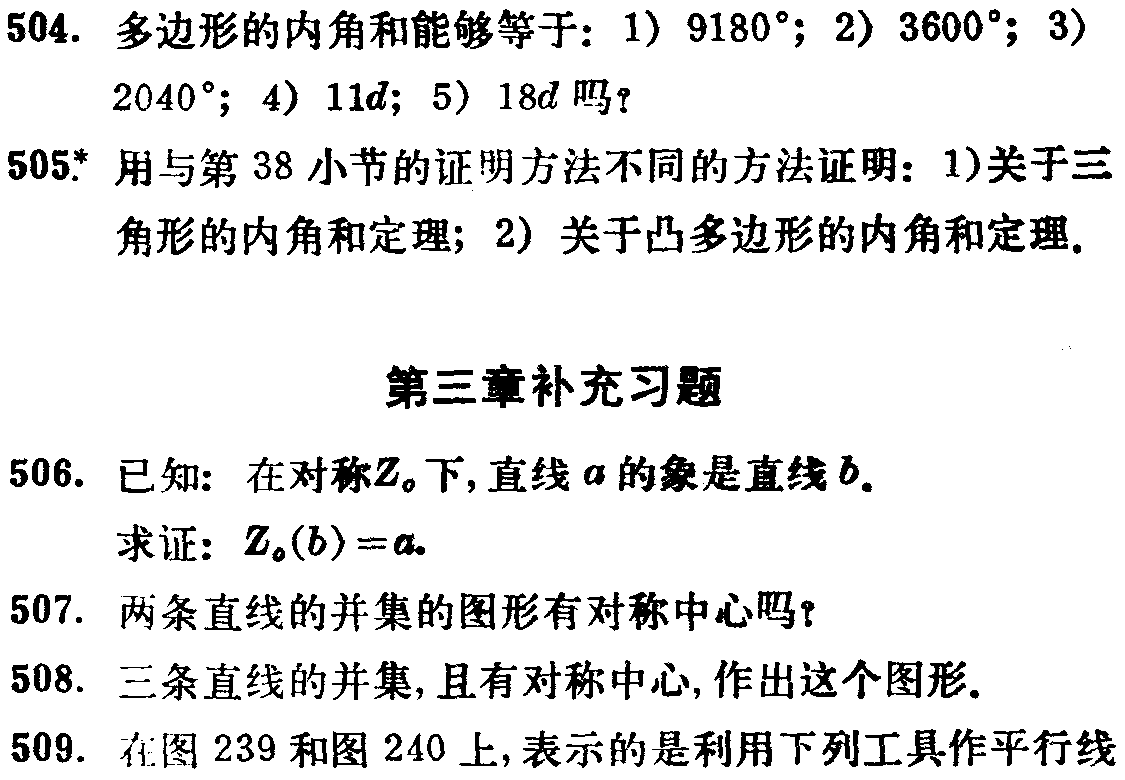 504. 多边形的内角和能够等于: 1) 9180°; 2) 3600°; 3)
2040°; 4) 11d; 5) 18d 吗?
505.* 用与第 38 小节的证明方法不同的方法证明: 1)关于三
角形的内角和定理; 2) 关于凸多边形的内角和定理.
第三章补充习题
506. 已知: 在对称Zₒ下, 直线 a 的象是直线 b.
求证: Zₒ(b)=a.
507. 两条直线的并集的图形有对称中心吗?
508. 三条直线的并集, 且有对称中心, 作出这个图形.
509. 在图 239 和图 240 上, 表示的是利用下列工具作平行线